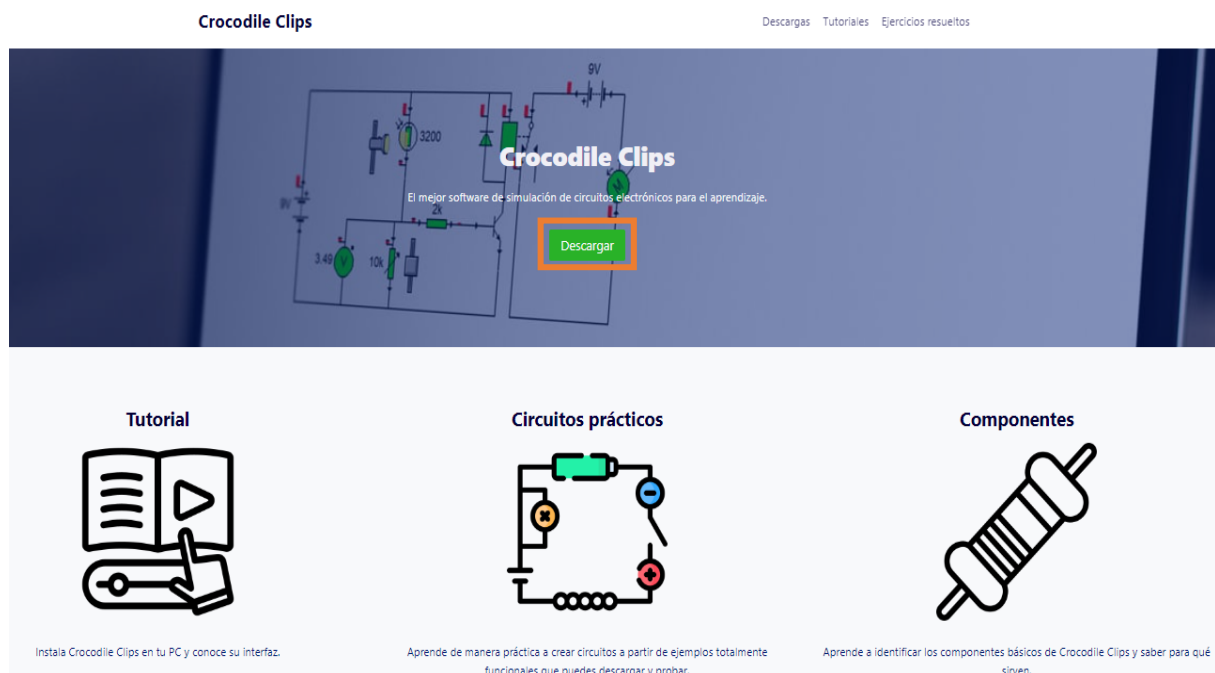 Crocodile Clips
Descargas Tutoriales Ejercicios resueltos
9V
3200
Crocodile Clips
El mejor software de simulación de circuitos electrónicos para el aprendizaje.
9V
2k
Descargar
3.49
V
10k
Tutorial
Circuitos prácticos
Componentes
Instala Crocodile Clips en tu PC y conoce su interfaz.
Aprende de manera práctica a crear circuitos a partir de ejemplos totalmente
funcionales que puedes descargar y probar.
Aprende a identificar los componentes básicos de Crocodile Clips y saber para qué
sirven.